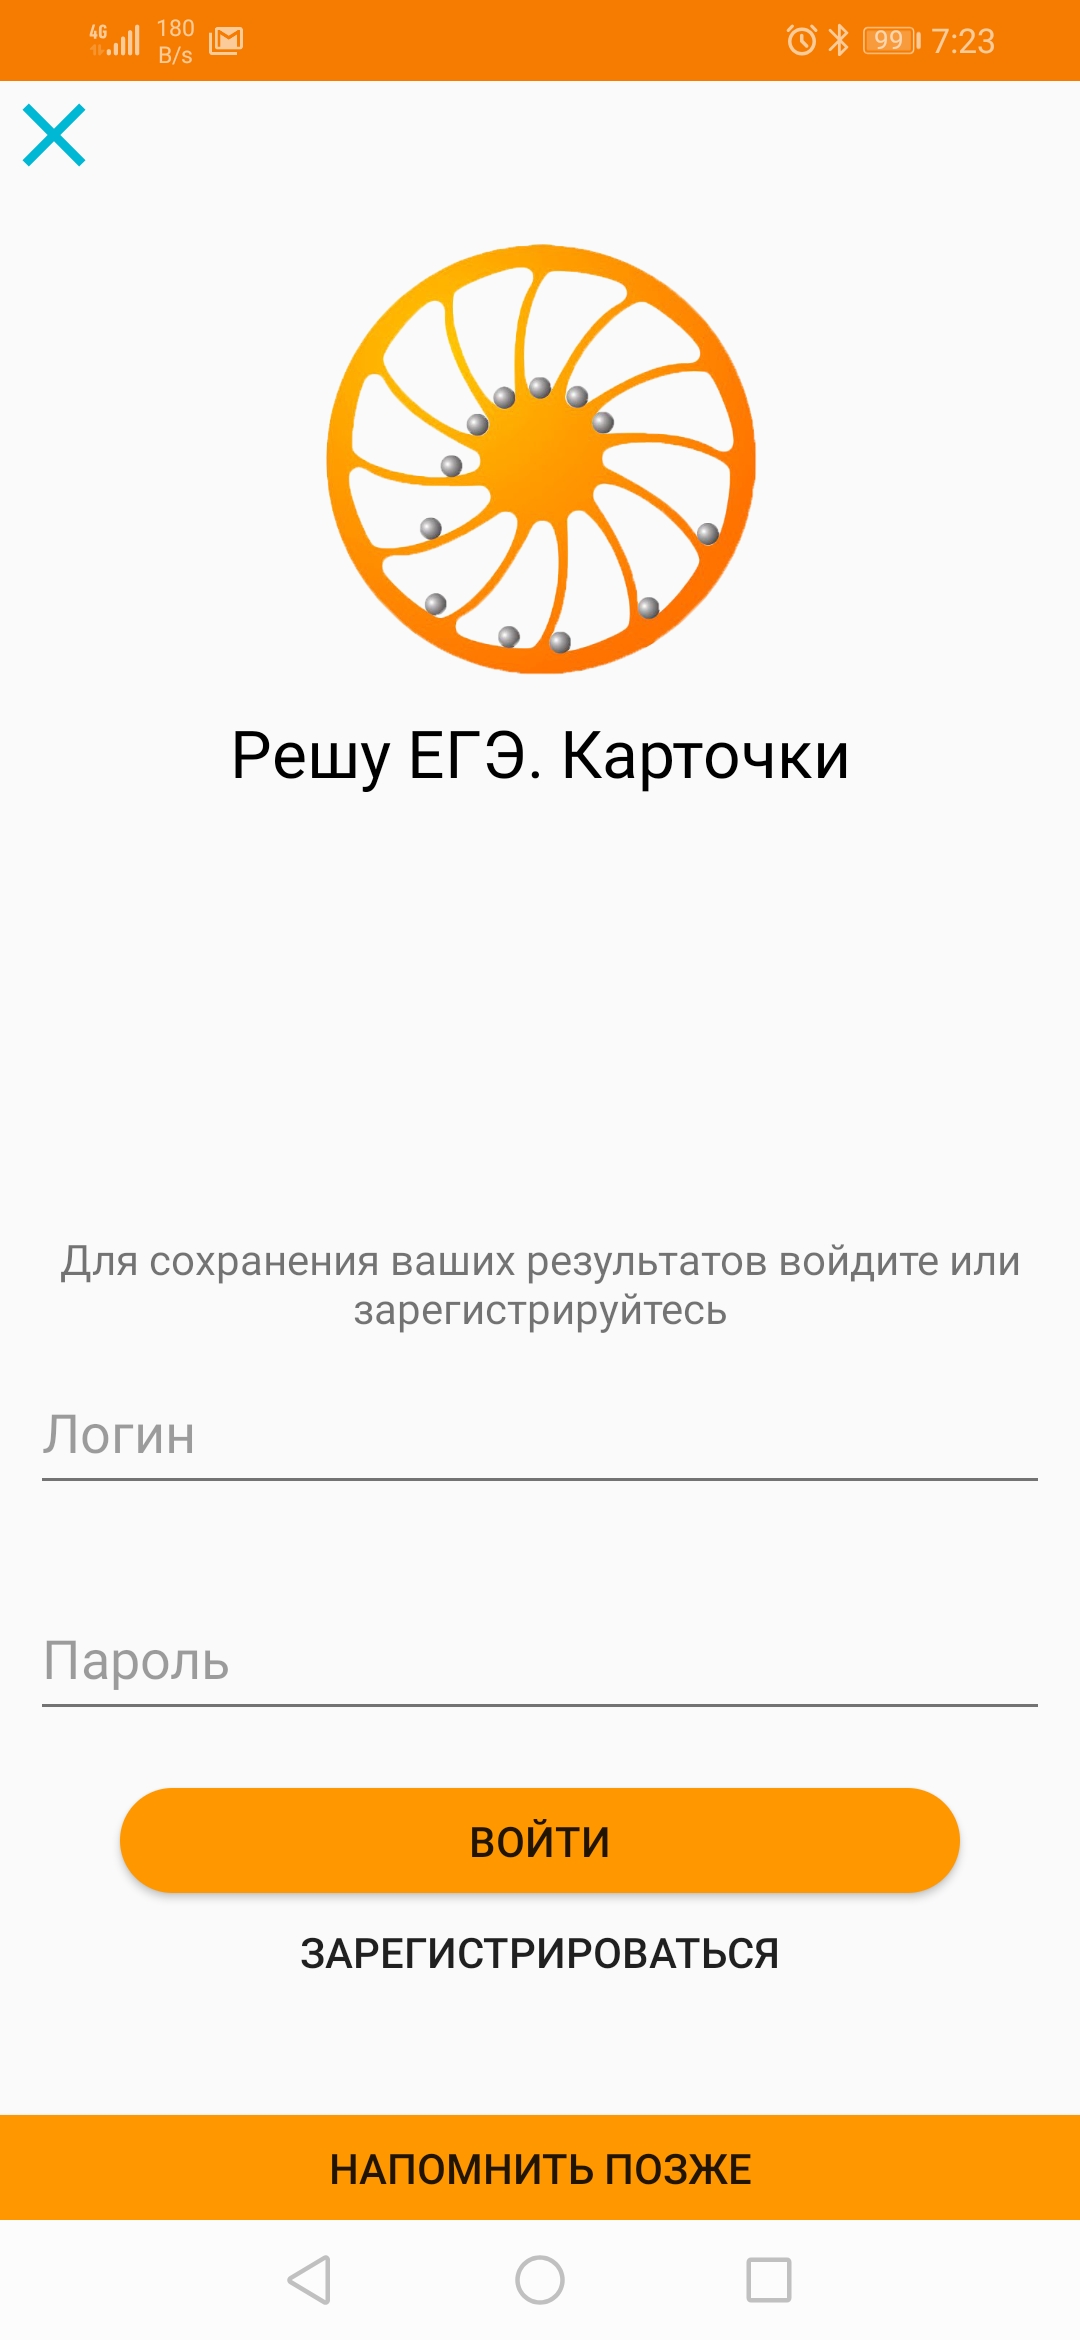 4G 180 B/s 99 7:23
Решу ЕГЭ. Карточки
Для сохранения ваших результатов войдите или
зарегистрируйтесь
Логин
Пароль
ВОЙТИ
ЗАРЕГИСТРИРОВАТЬСЯ
НАПОМНИТЬ ПОЗЖЕ